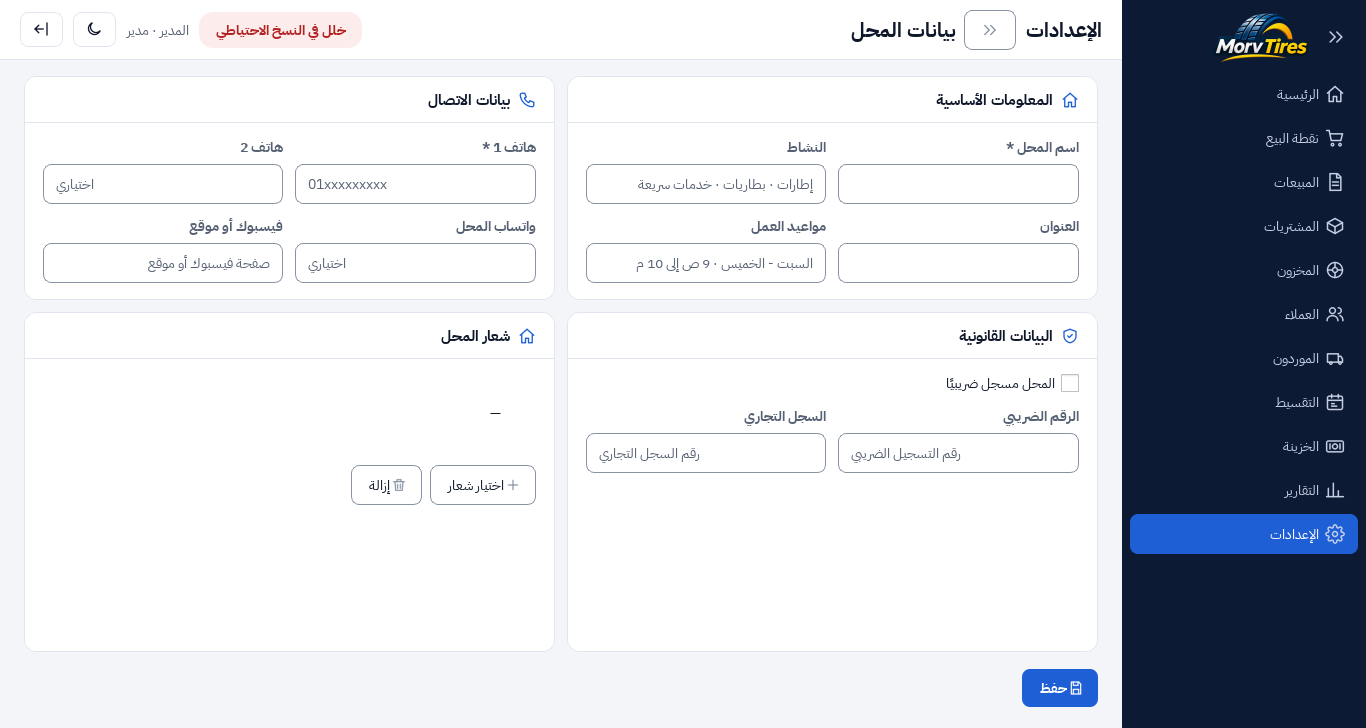 MorvTires
الرئيسية
نقطة البيع
المبيعات
المشتريات
المخزون
العملاء
الموردون
التقسيط
الخزينة
التقارير
الإعدادات
الإعدادات
بيانات المحل
خلل في النسخ الاحتياطي
المدير · مدير
المعلومات الأساسية
اسم المحل *
النشاط
إطارات · بطاريات · خدمات سريعة
العنوان
مواعيد العمل
السبت - الخميس · 9 ص إلى 10 م
بيانات الاتصال
هاتف 1 *
هاتف 2
01xxxxxxxxx
اختياري
واتساب المحل
فيسبوك أو موقع
اختياري
صفحة فيسبوك أو موقع
البيانات القانونية
المحل مسجل ضريبيًا
الرقم الضريبي
السجل التجاري
رقم التسجيل الضريبي
رقم السجل التجاري
شعار المحل
—
اختيار شعار
إزالة
حفظ